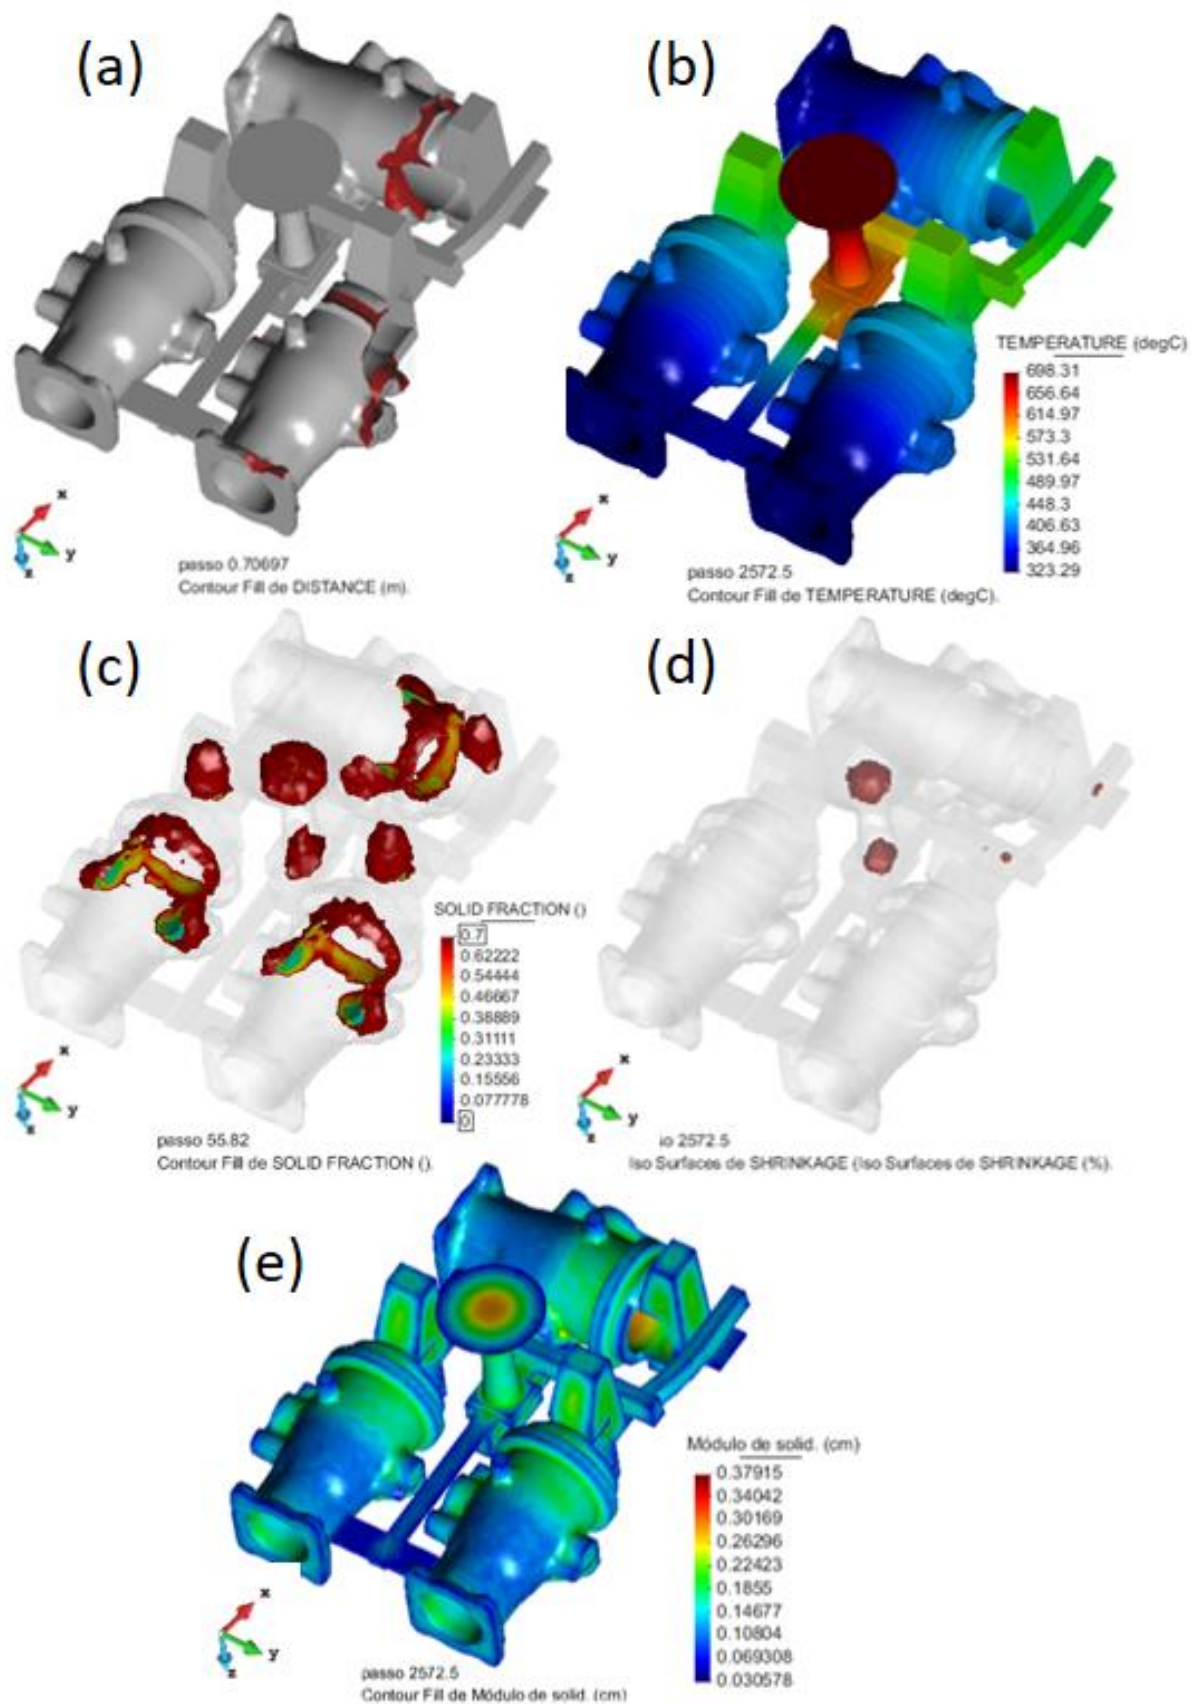 (a)
x
y
z
passo 0.70697
Contour Fill de DISTANCE (m).
(b)
TEMPERATURE (degC)
698.31
656.64
614.97
573.3
531.64
489.97
448.3
406.63
364.96
323.29
x
y
z
passo 2572.5
Contour Fill de TEMPERATURE (degC).
(c)
SOLID FRACTION ()
0.7
0.62222
0.54444
0.46667
0.38889
0.31111
0.23333
0.15556
0.077778
0
x
y
z
passo 55.82
Contour Fill de SOLID FRACTION ().
(d)
x
y
z
io 2572.5
Iso Surfaces de SHRINKAGE (Iso Surfaces de SHRINKAGE (%).
(e)
Módulo de solid. (cm)
0.37915
0.34042
0.30169
0.26296
0.22423
0.1855
0.14677
0.10804
0.069308
0.030578
x
y
z
passo 2572.5
Contour Fill de Módulo de solid. (cm)